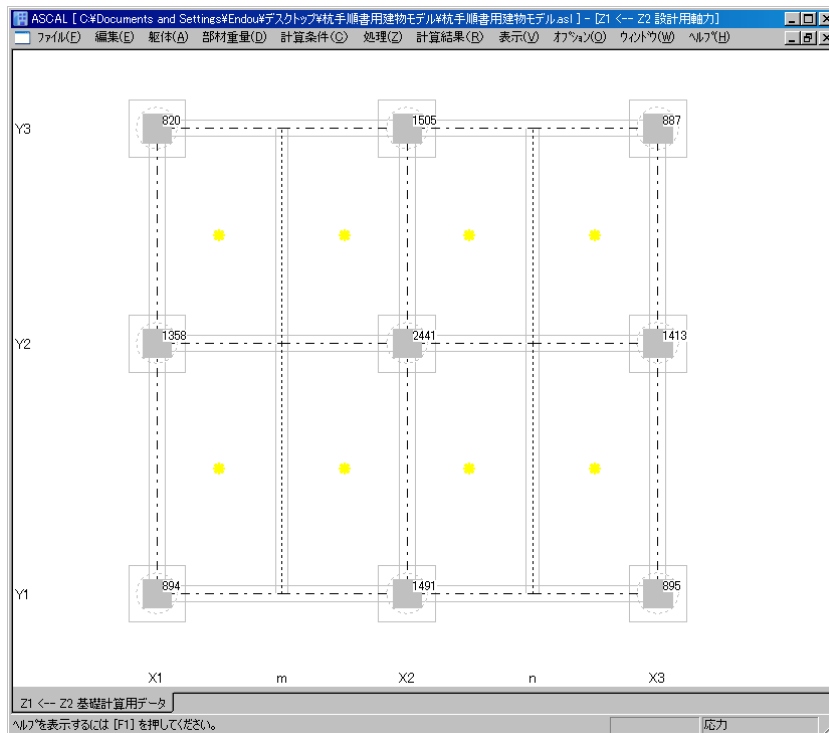 ASCAL [ C:¥Documents and Settings¥Endou¥デスクトップ¥杭手順書用建物モデル¥杭手順書用建物モデル.asl ] - [Z1 <-- Z2 設計用軸力]
ファイル(F) 編集(E) 躯体(A) 部材重量(D) 計算条件(C) 処理(Z) 計算結果(R) 表示(V) オプション(O) ウィンドウ(W) ヘルプ(H)
Y3 820 1505 887
Y2 1358 2441 1413
Y1 894 1491 895
X1 m X2 n X3
Z1 <-- Z2 基礎計算用データ
ヘルプを表示するには [F1] を押してください。 応力